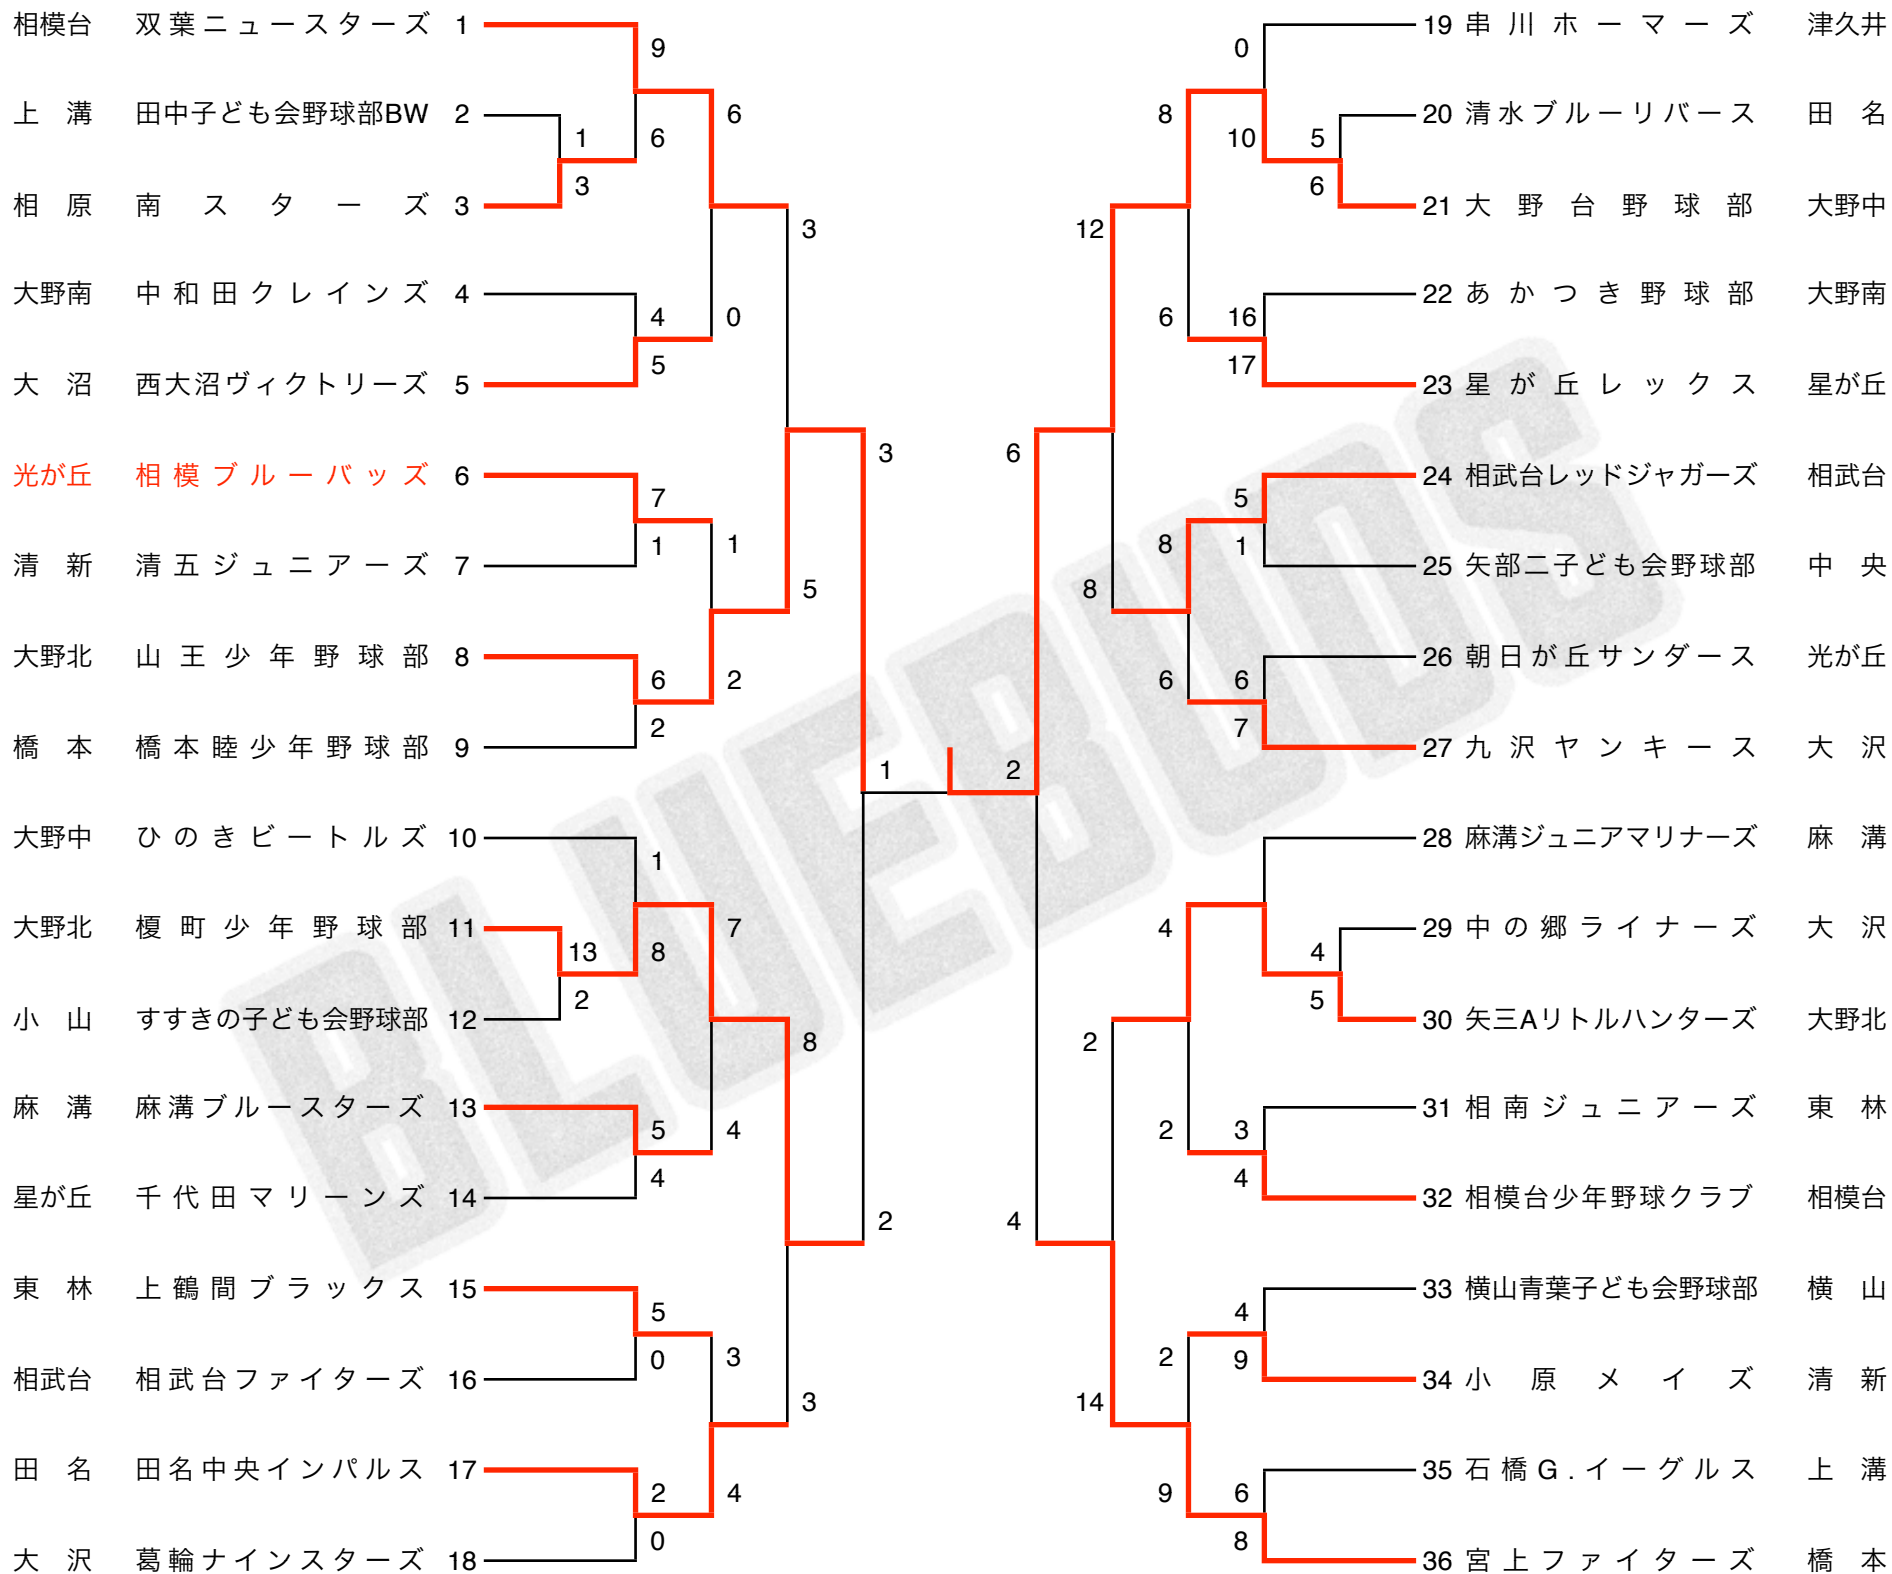 相模台 双葉ニュースターズ 1
9
上溝 田中子ども会野球部BW 2
1
6
6
相原 南スターズ 3
3
3
大野南 中和田クレインズ 4
4
0
大沼 西大沼ヴィクトリーズ 5
5
光が丘 相模ブルーバッズ 6
7
3
清新 清五ジュニアーズ 7
1
1
5
大野北 山王少年野球部 8
6
2
橋本 橋本睦少年野球部 9
2
1
大野中 ひのきビートルズ 10
1
大野北 榎町少年野球部 11
13
8
7
小山 すすきの子ども会野球部 12
2
8
麻溝 麻溝ブルースターズ 13
5
4
星が丘 千代田マリーンズ 14
4
2
東林 上鶴間ブラックス 15
5
相武台 相武台ファイターズ 16
0
3
3
田名 田名中央インパルス 17
2
4
大沢 葛輪ナインスターズ 18
0
19 串川ホーマーズ 津久井
0
20 清水ブルーリバース 田名
8
10
5
21 大野台野球部 大野中
6
12
22 あかつき野球部 大野南
6
16
23 星が丘レックス 星が丘
17
24 相武台レッドジャガーズ 相武台
6
5
25 矢部二子ども会野球部 中央
8
1
8
26 朝日が丘サンダース 光が丘
6
6
27 九沢ヤンキース 大沢
7
2
28 麻溝ジュニアマリナーズ 麻溝
29 中の郷ライナーズ 大沢
4
4
30 矢三Aリトルハンターズ 大野北
5
2
31 相南ジュニアーズ 東林
2
3
32 相模台少年野球クラブ 相模台
4
4
33 横山青葉子ども会野球部 横山
4
34 小原メイズ 清新
2
9
14
35 石橋G.イーグルス 上溝
9
6
36 宮上ファイターズ 橋本
8
BLUEBUDS